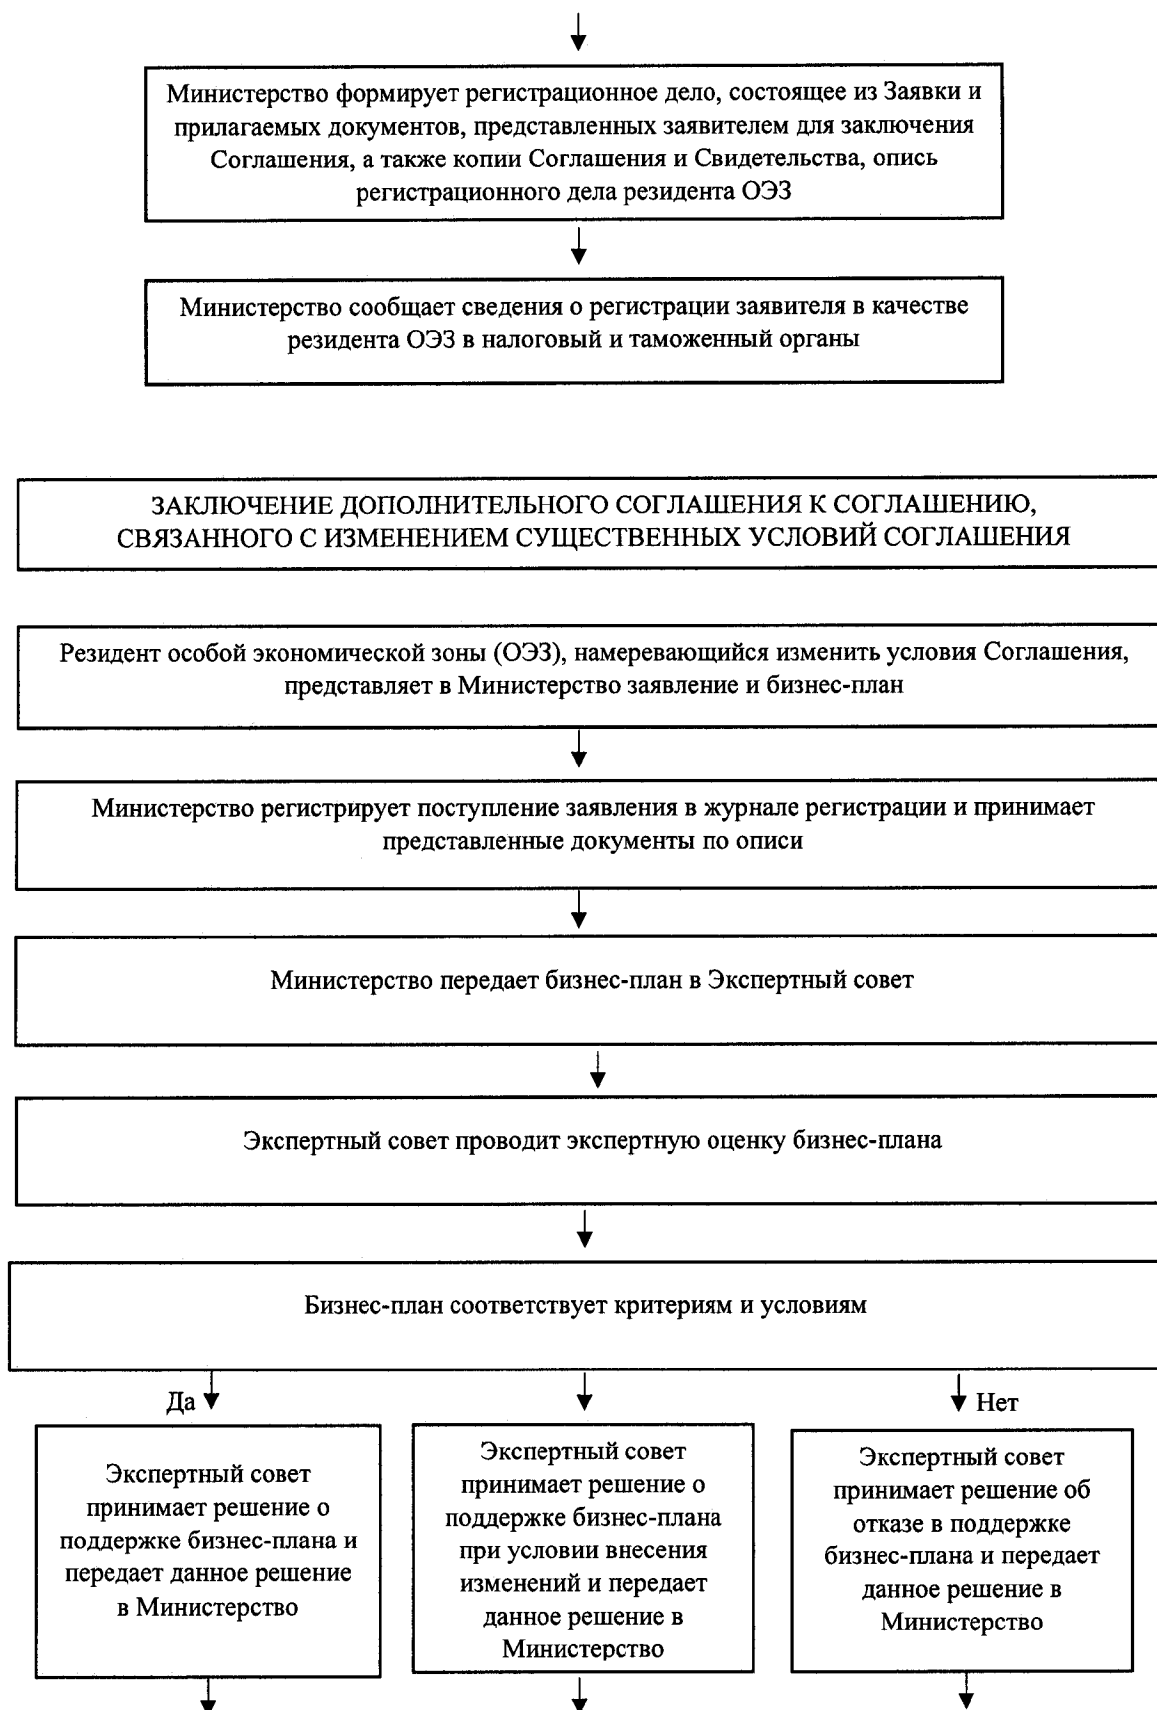 Министерство формирует регистрационное дело, состоящее из Заявки и
прилагаемых документов, представленных заявителем для заключения
Соглашения, а также копии Соглашения и Свидетельства, опись
регистрационного дела резидента ОЭЗ
Министерство сообщает сведения о регистрации заявителя в качестве
резидента ОЭЗ в налоговый и таможенный органы
ЗАКЛЮЧЕНИЕ ДОПОЛНИТЕЛЬНОГО СОГЛАШЕНИЯ К СОГЛАШЕНИЮ,
СВЯЗАННОГО С ИЗМЕНЕНИЕМ СУЩЕСТВЕННЫХ УСЛОВИЙ СОГЛАШЕНИЯ
Резидент особой экономической зоны (ОЭЗ), намеревающийся изменить условия Соглашения,
представляет в Министерство заявление и бизнес-план
Министерство регистрирует поступление заявления в журнале регистрации и принимает
представленные документы по описи
Министерство передает бизнес-план в Экспертный совет
Экспертный совет проводит экспертную оценку бизнес-плана
Бизнес-план соответствует критериям и условиям
Да
Нет
Экспертный совет
принимает решение о
поддержке бизнес-плана и
передает данное решение
в Министерство
Экспертный совет
принимает решение о
поддержке бизнес-плана
при условии внесения
изменений и передает
данное решение в
Министерство
Экспертный совет
принимает решение об
отказе в поддержке
бизнес-плана и передает
данное решение в
Министерство